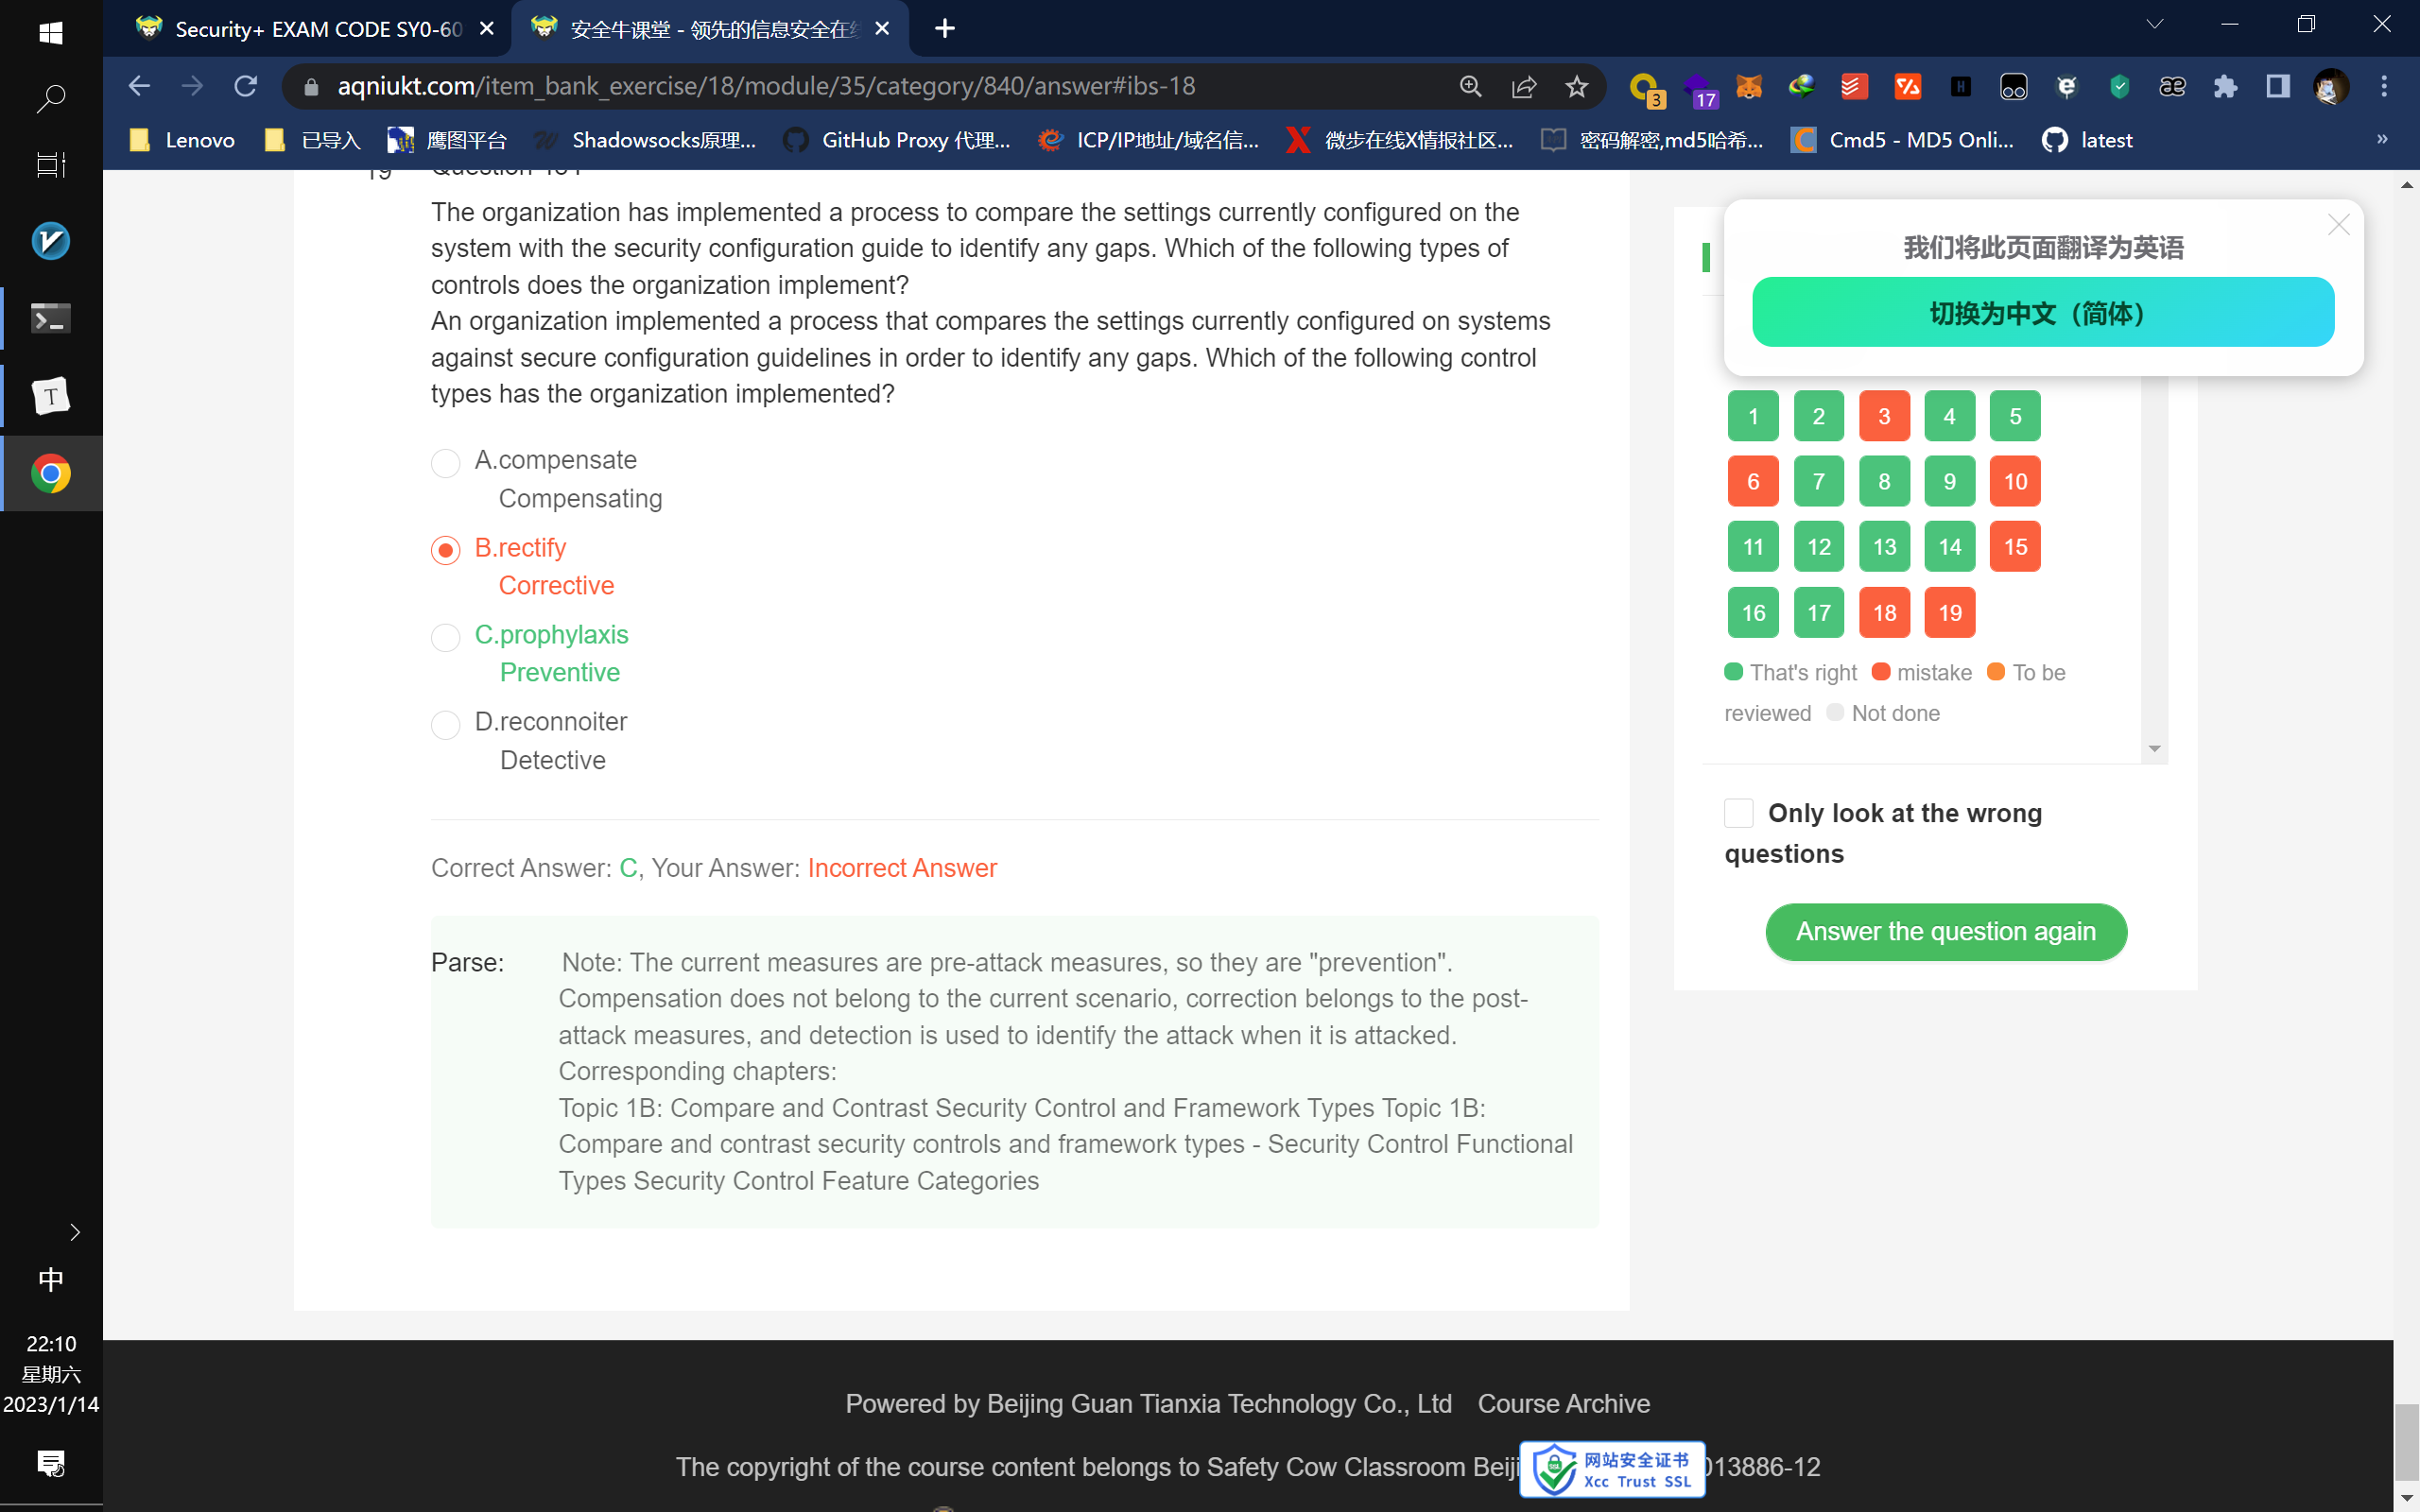 Security+ EXAM CODE SY0-60
安全牛课堂 - 领先的信息安全在线
aqniukt.com/item_bank_exercise/18/module/35/category/840/answer#ibs-18
3
17
Lenovo
已导入
鹰图平台
Shadowsocks原理...
GitHub Proxy 代理...
ICP/IP地址/域名信...
微步在线X情报社区...
密码解密,md5哈希...
Cmd5 - MD5 Onli...
latest
»
19
The organization has implemented a process to compare the settings currently configured on the
system with the security configuration guide to identify any gaps. Which of the following types of
controls does the organization implement?
An organization implemented a process that compares the settings currently configured on systems
against secure configuration guidelines in order to identify any gaps. Which of the following control
types has the organization implemented?
A.compensate
Compensating
B.rectify
Corrective
C.prophylaxis
Preventive
D.reconnoiter
Detective
Correct Answer: C, Your Answer: Incorrect Answer
Parse: Note: The current measures are pre-attack measures, so they are "prevention".
Compensation does not belong to the current scenario, correction belongs to the post-
attack measures, and detection is used to identify the attack when it is attacked.
Corresponding chapters:
Topic 1B: Compare and Contrast Security Control and Framework Types Topic 1B:
Compare and contrast security controls and framework types - Security Control Functional
Types Security Control Feature Categories
我们将此页面翻译为英语
切换为中文（简体）
1 2 3 4 5
6 7 8 9 10
11 12 13 14 15
16 17 18 19
That's right mistake To be
reviewed Not done
Only look at the wrong
questions
Answer the question again
Powered by Beijing Guan Tianxia Technology Co., Ltd Course Archive
The copyright of the course content belongs to Safety Cow Classroom Beiji
013886-12
网站安全证书
Xcc Trust SSL
中
22:10
星期六
2023/1/14